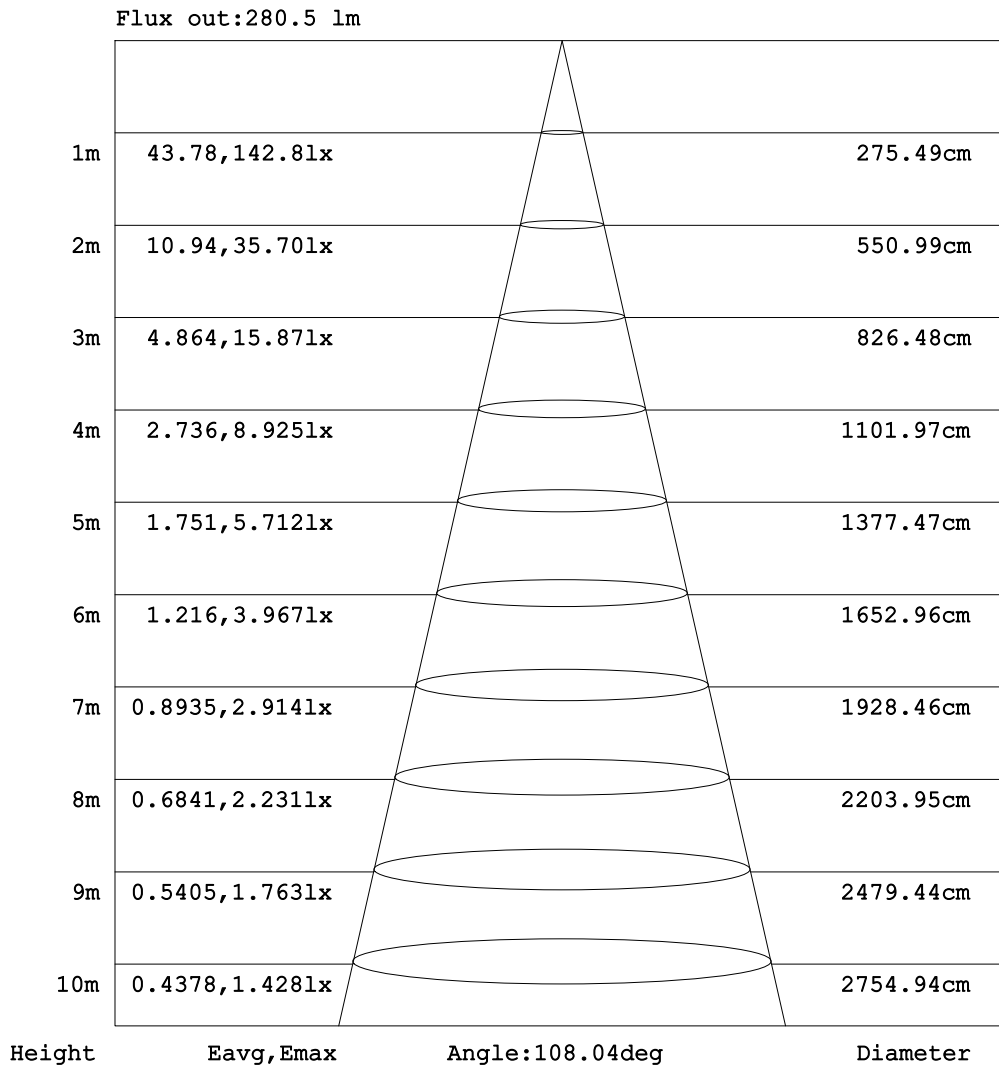 Flux out:280.5 lm
1m 43.78,142.8lx 275.49cm
2m 10.94,35.70lx 550.99cm
3m 4.864,15.87lx 826.48cm
4m 2.736,8.925lx 1101.97cm
5m 1.751,5.712lx 1377.47cm
6m 1.216,3.967lx 1652.96cm
7m 0.8935,2.914lx 1928.46cm
8m 0.6841,2.231lx 2203.95cm
9m 0.5405,1.763lx 2479.44cm
10m 0.4378,1.428lx 2754.94cm
Height Eavg,Emax Angle:108.04deg Diameter